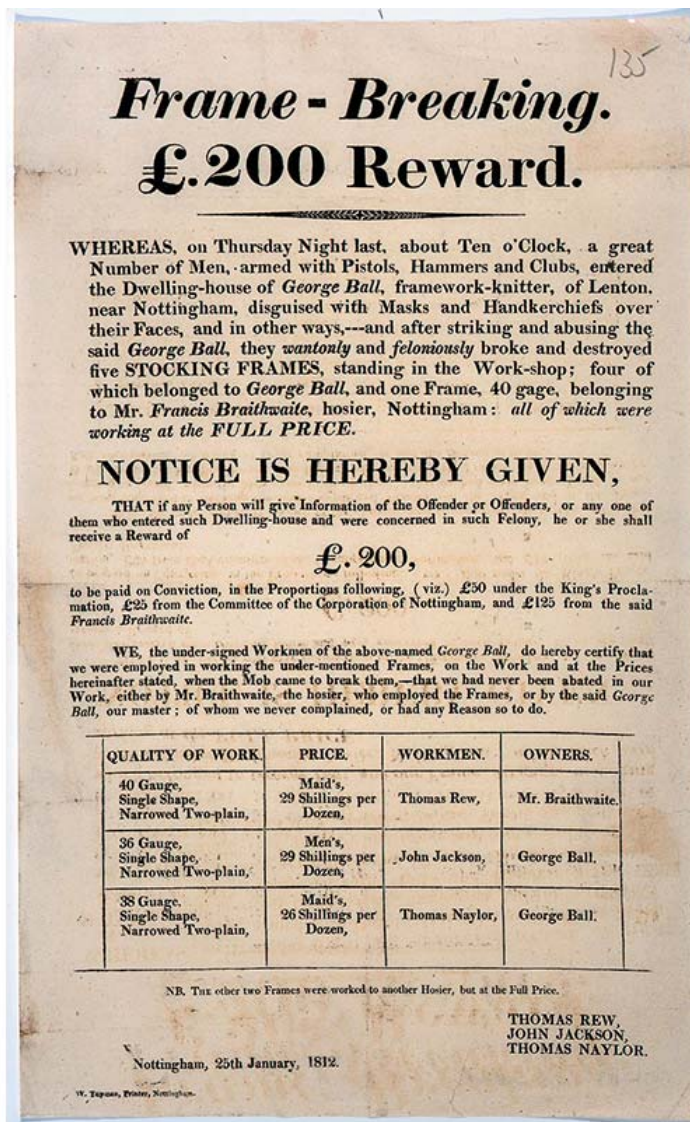 135
Frame - Breaking.
£.200 Reward.
WHEREAS, on Thursday Night last, about Ten o'Clock, a great
Number of Men, armed with Pistols, Hammers and Clubs, entered
the Dwelling-house of George Ball, framework-knitter, of Lenton,
near Nottingham, disguised with Masks and Handkerchiefs over
their Faces, and in other ways,---and after striking and abusing the
said George Ball, they wantonly and feloniously broke and destroyed
five STOCKING FRAMES, standing in the Work-shop; four of
which belonged to George Ball, and one Frame, 40 gage, belonging
to Mr. Francis Braithwaite, hosier, Nottingham: all of which were
working at the FULL PRICE.
NOTICE IS HEREBY GIVEN,
THAT if any Person will give Information of the Offender or Offenders, or any one of
them who entered such Dwelling-house and were concerned in such Felony, he or she shall
receive a Reward of
£.200,
to be paid on Conviction, in the Proportions following, (viz.) £50 under the King's Procla-
mation, £25 from the Committee of the Corporation of Nottingham, and £125 from the said
Francis Braithwaite.
WE, the under-signed Workmen of the above-named George Ball, do hereby certify that
we were employed in working the under-mentioned Frames, on the Work and at the Prices
hereinafter stated, when the Mob came to break them,—that we had never been abated in our
Work, either by Mr. Braithwaite, the hosier, who employed the Frames, or by the said George
Ball, our master; of whom we never complained, or had any Reason so to do.
QUALITY OF WORK. PRICE. WORKMEN. OWNERS.
40 Gauge,
Single Shape,
Narrowed Two-plain,
Maid's,
29 Shillings per
Dozen,
Thomas Rew,
Mr. Braithwaite.
36 Gauge,
Single Shape,
Narrowed Two-plain,
Men's,
29 Shillings per
Dozen,
John Jackson,
George Ball.
38 Guage,
Single Shape,
Narrowed Two-plain,
Maid's,
26 Shillings per
Dozen,
Thomas Naylor,
George Ball.
NB. THE other two Frames were worked to another Hosier, but at the Full Price.
THOMAS REW,
JOHN JACKSON,
THOMAS NAYLOR.
Nottingham, 25th January, 1812.
W. Tupman, Printer, Nottingham.